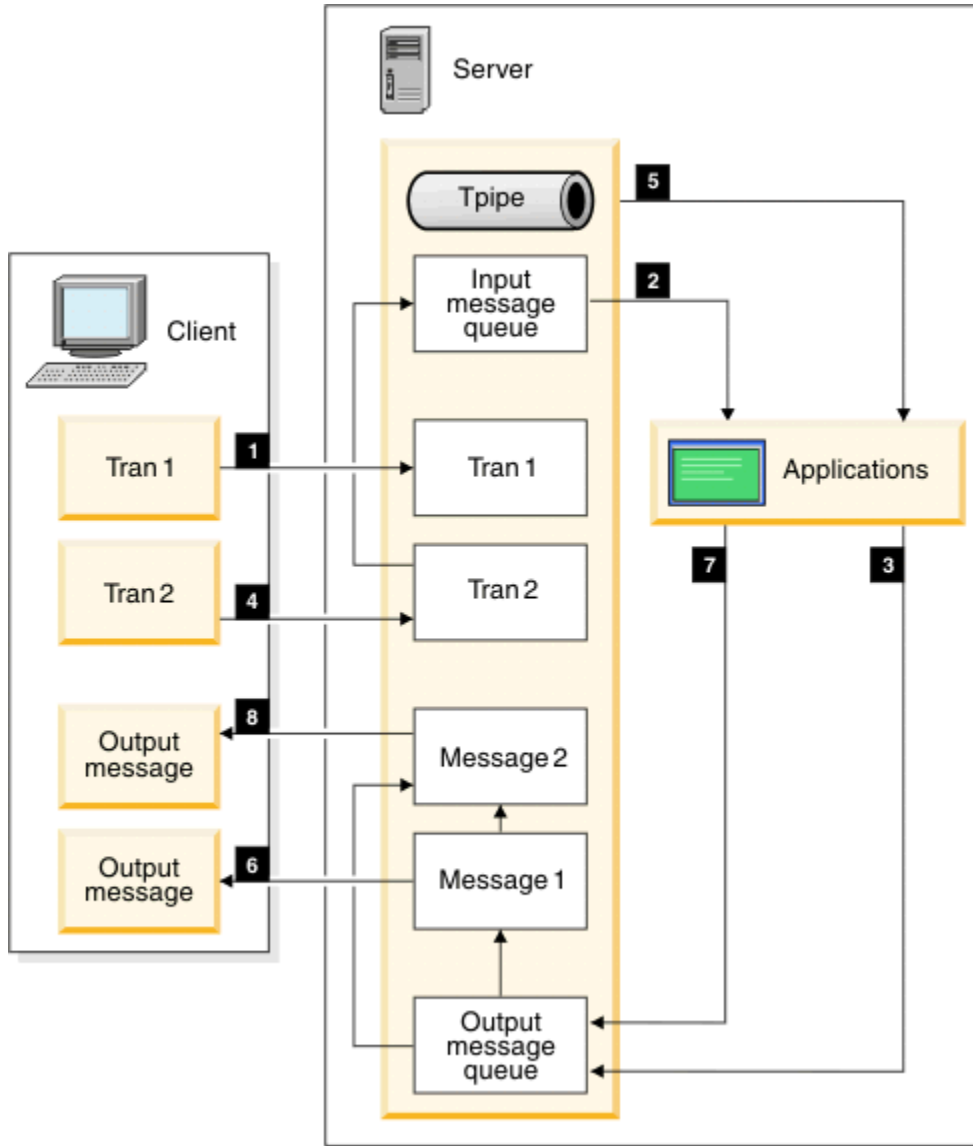 Server
Tpipe
5
Input
message
queue
2
Client
Tran 1
1
Tran 1
Applications
Tran 2
4
Tran 2
7
3
Output
message
8
Message 2
Output
message
6
Message 1
Output
message
queue